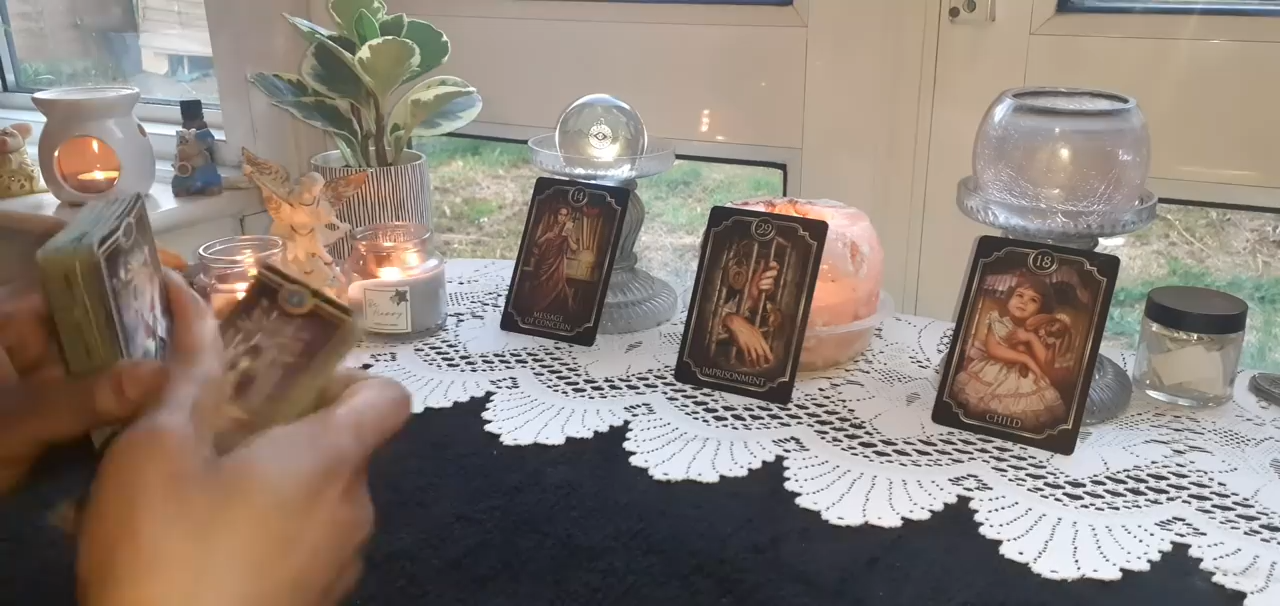 14
MESSAGE
OF CONCERN
29
IMPRISONMENT
18
CHILD